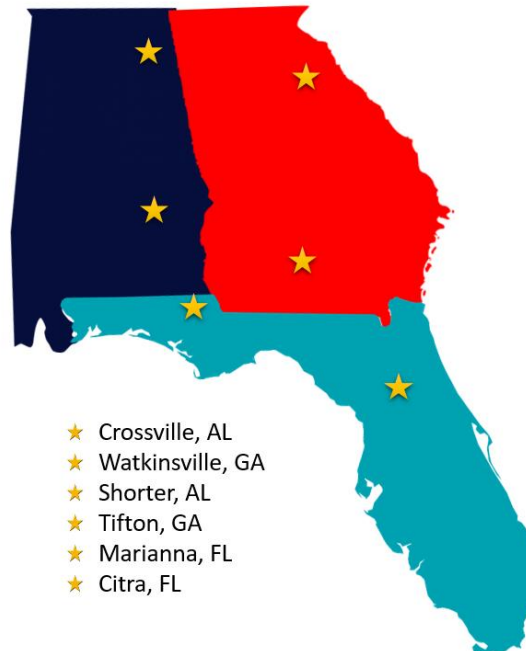 Crossville, AL
Watkinsville, GA
Shorter, AL
Tifton, GA
Marianna, FL
Citra, FL